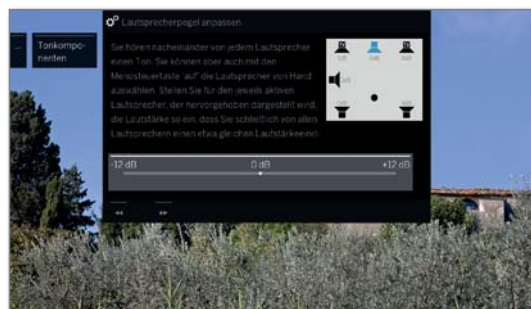 Lautsprecherpegel anpassen
...
Tonkompo-
nenten
Sie hören nacheinander von jedem Lautsprecher
einen Ton. Sie können aber auch mit den
Menüsteuertaste "auf" die Lautsprecher von Hand
auswählen. Stellen Sie für den jeweils aktiven
Lautsprecher, der hervorgehoben dargestellt wird,
die Lautstärke so ein, dass Sie schließlich von allen
Lautsprechern einen etwa gleichen Lautstärkeeind-
0dB
-12 dB
0 dB
+12 dB